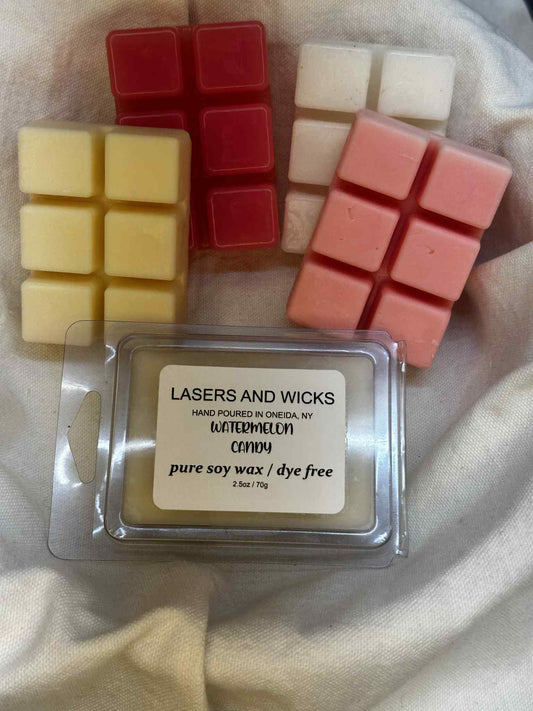 LASERS AND WICKS
HAND POURED IN ONEIDA, NY
WATERMELON
CANDY
pure soy wax / dye free
2.5oz / 70g